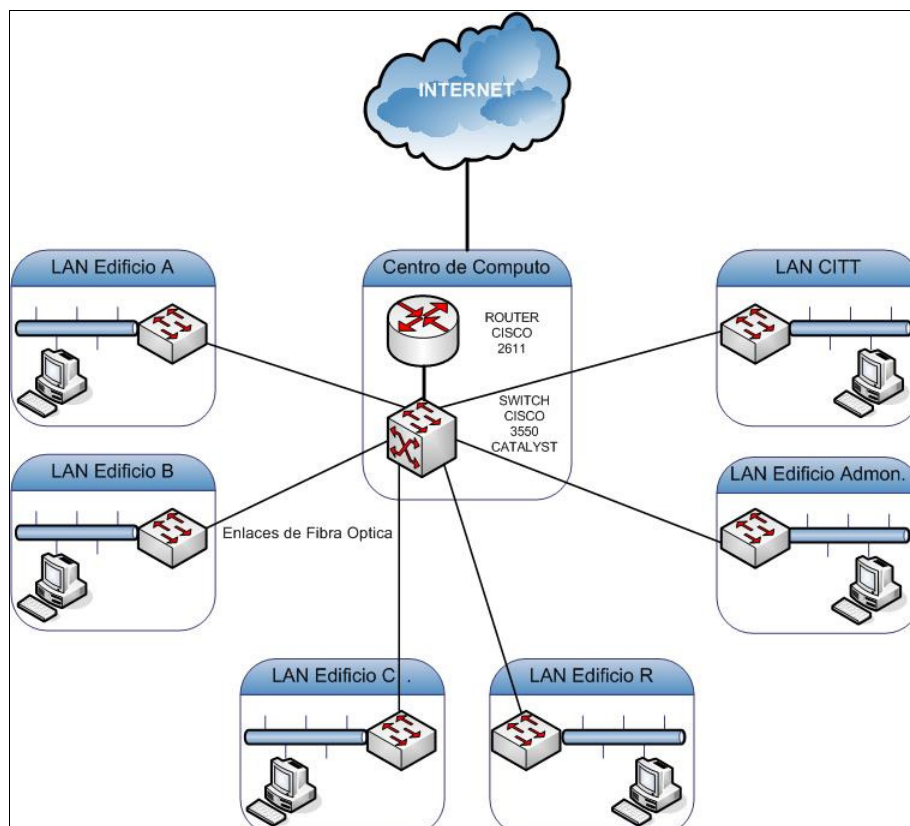 INTERNET
LAN Edificio A
Centro de Computo
LAN CITT
ROUTER
CISCO
2611
SWITCH
CISCO
3550
CATALYST
LAN Edificio B
LAN Edificio Admon.
Enlaces de Fibra Optica
LAN Edificio C .
LAN Edificio R